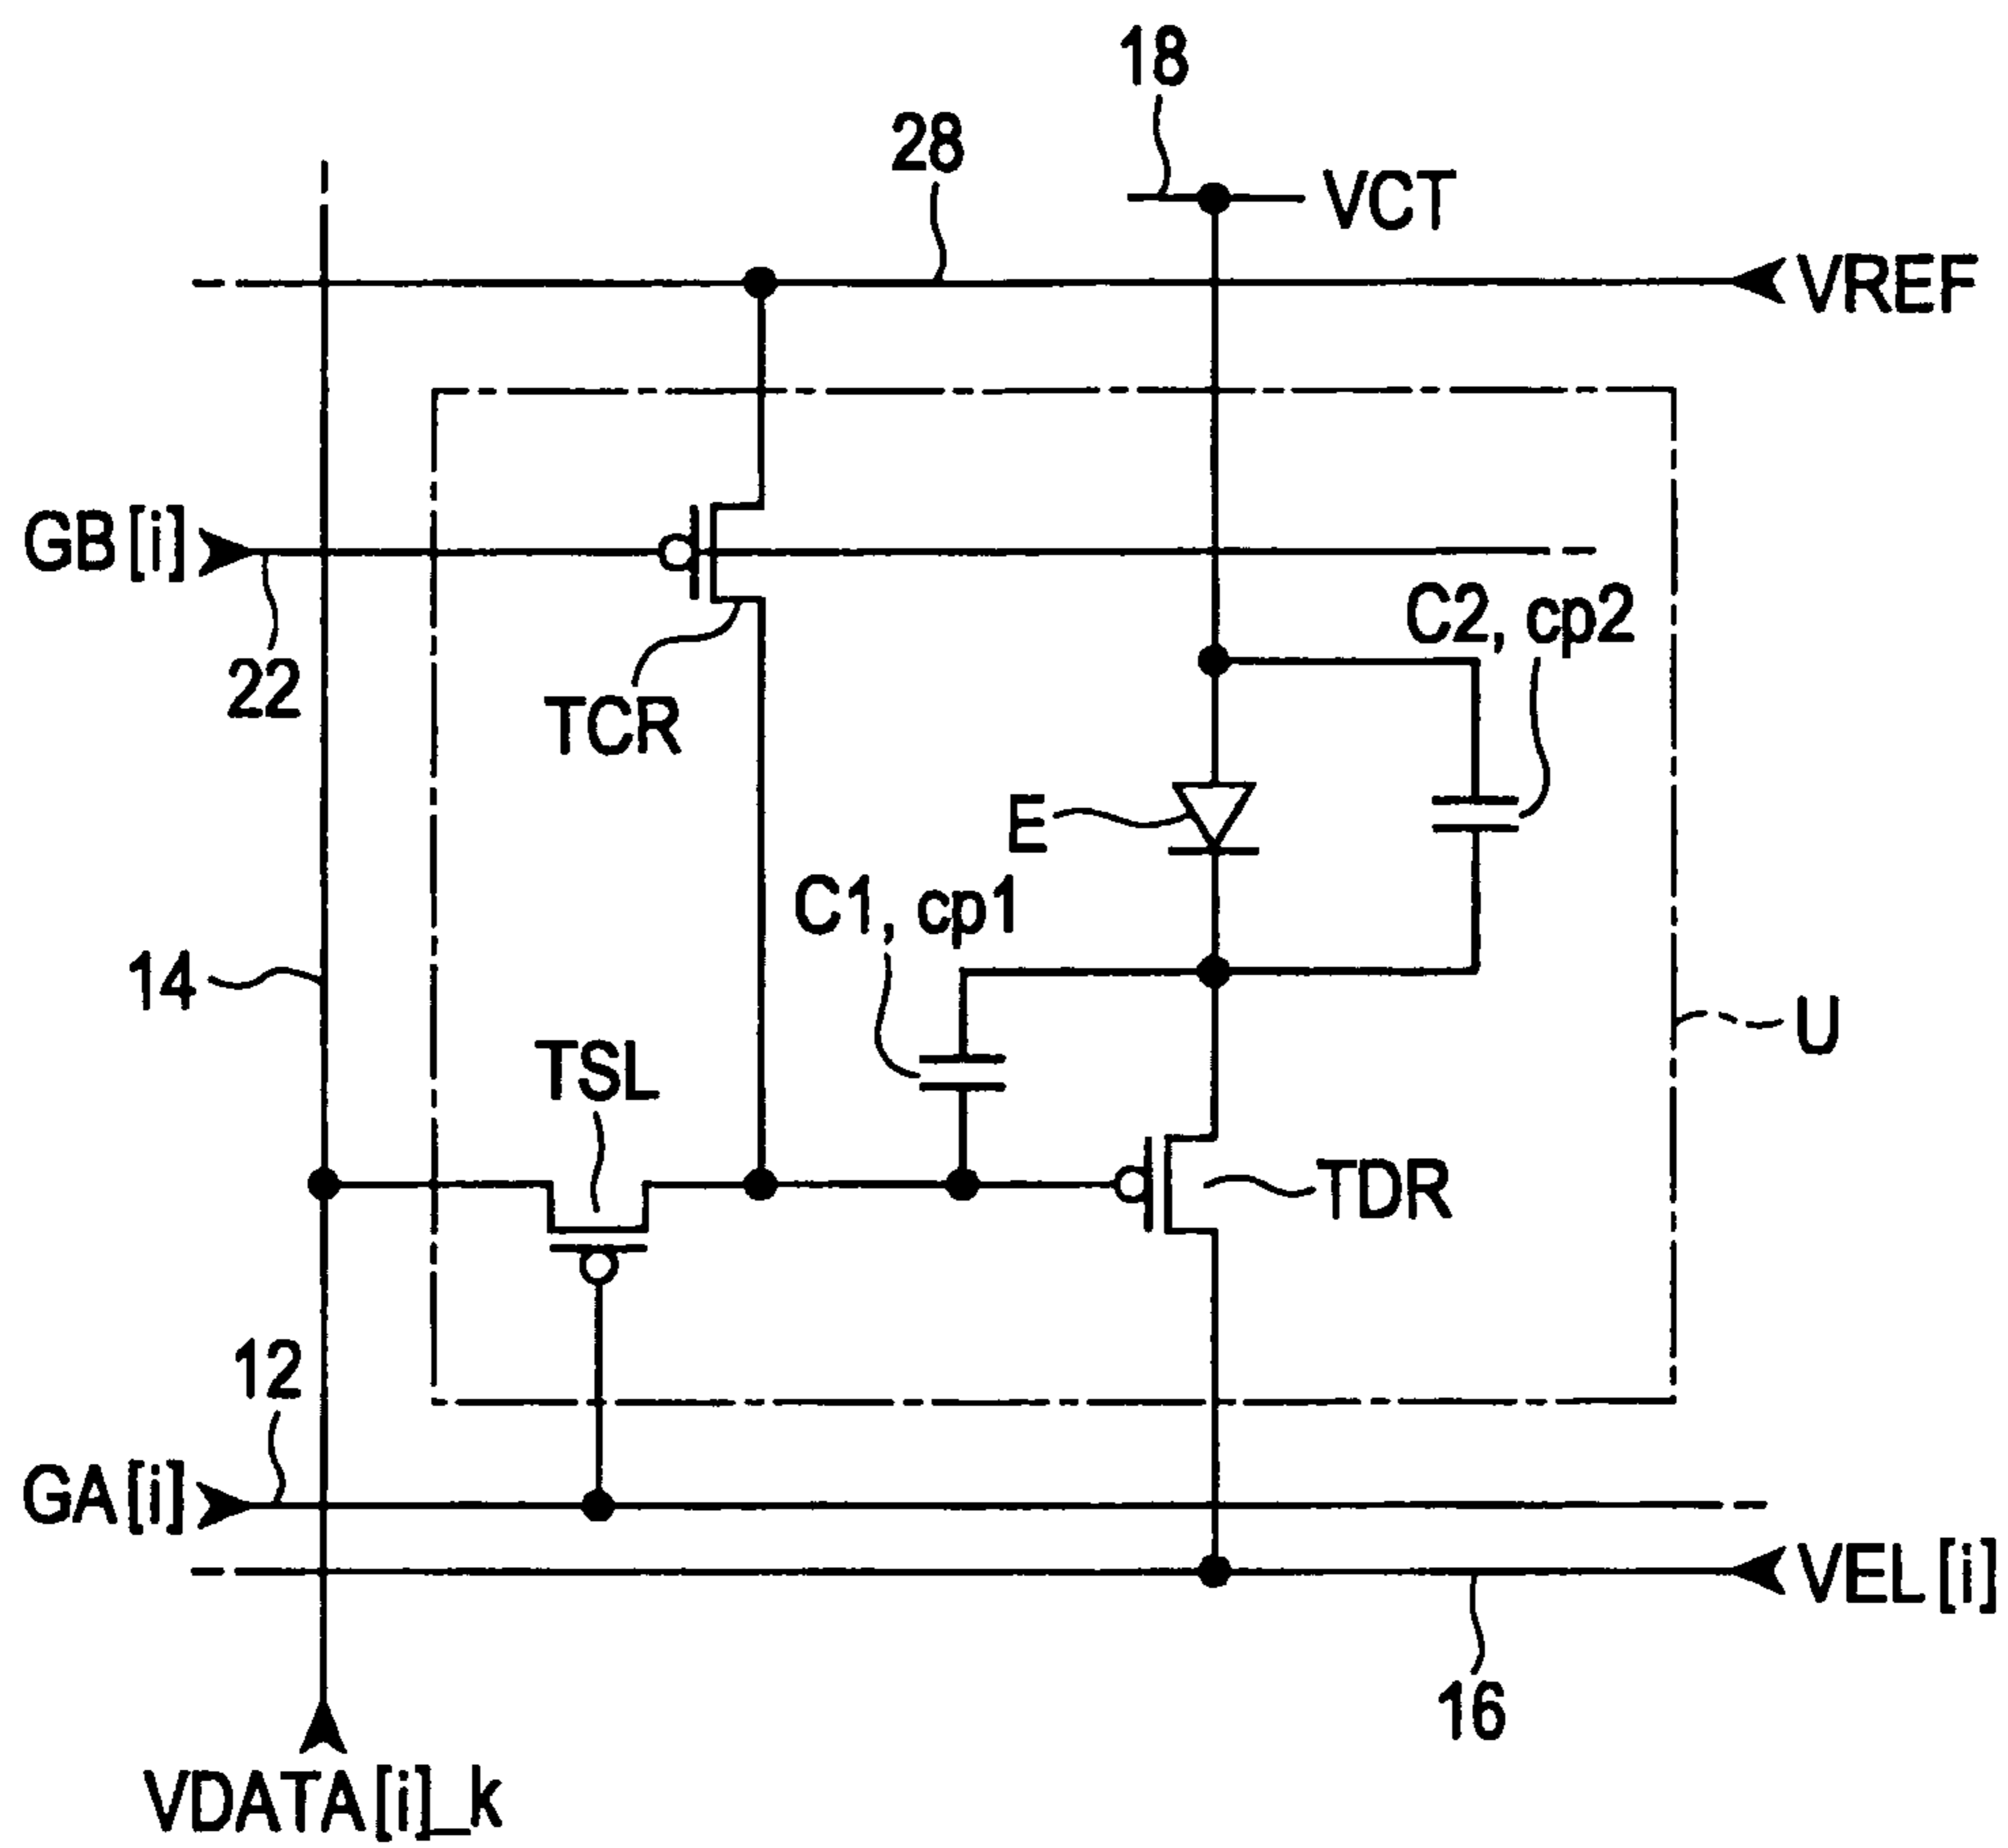 18
28
VCT
VREF
GB[i]
22
TCR
C2, cp2
E
C1, cp1
14
TSL
U
TDR
12
GA[i]
VEL[i]
16
VDATA[i]_k